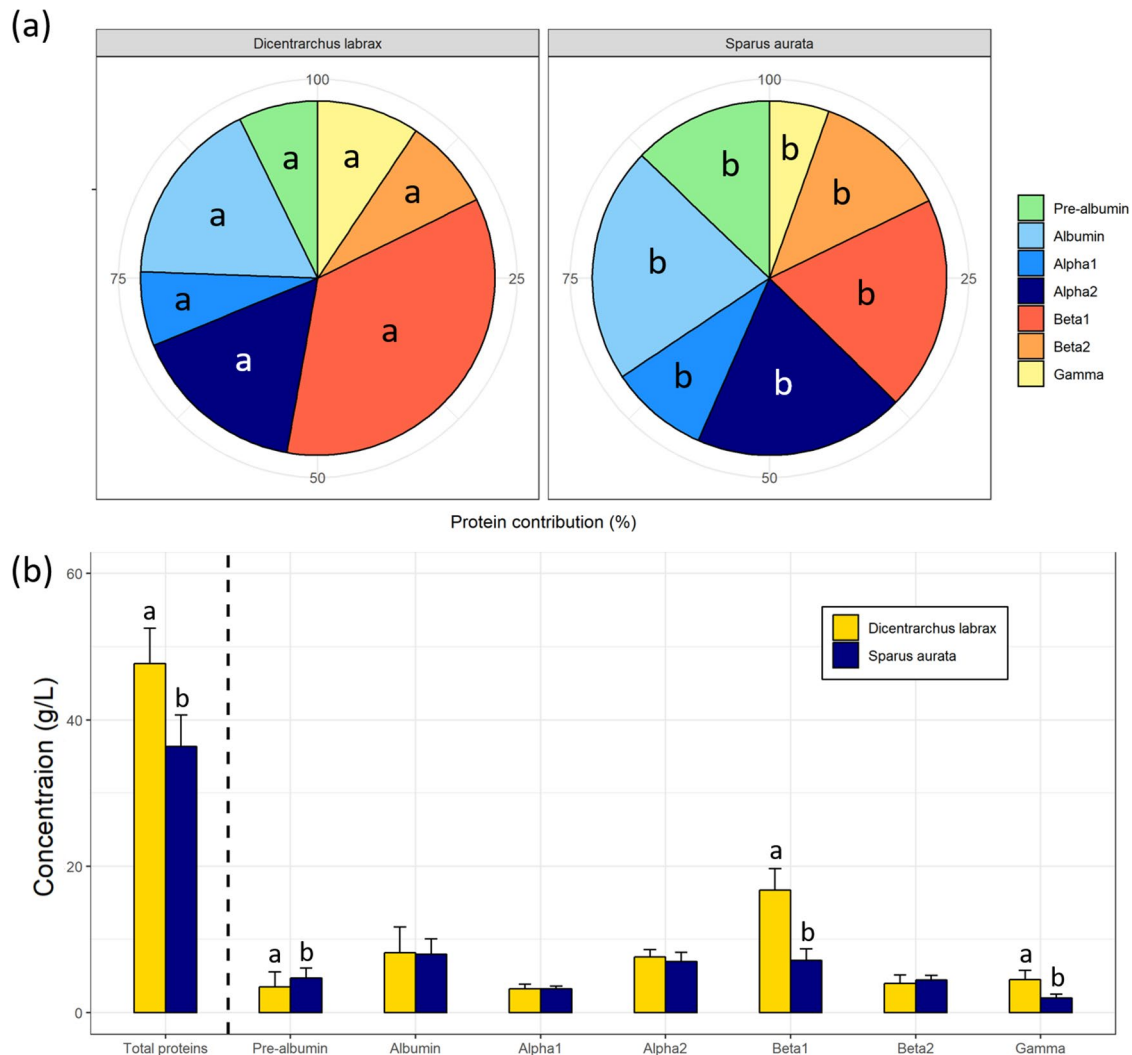 (a)
Dicentrarchus labrax
Sparus aurata
100
100
a
a
a
a
a
a
a
b
b
b
b
b
b
b
75
25
75
25
50
50
Pre-albumin
Albumin
Alpha1
Alpha2
Beta1
Beta2
Gamma
Protein contribution (%)
(b)
Concentraion (g/L)
60
40
20
0
a
b
a
b
a
b
a
b
Dicentrarchus labrax
Sparus aurata
Total proteins
Pre-albumin
Albumin
Alpha1
Alpha2
Beta1
Beta2
Gamma